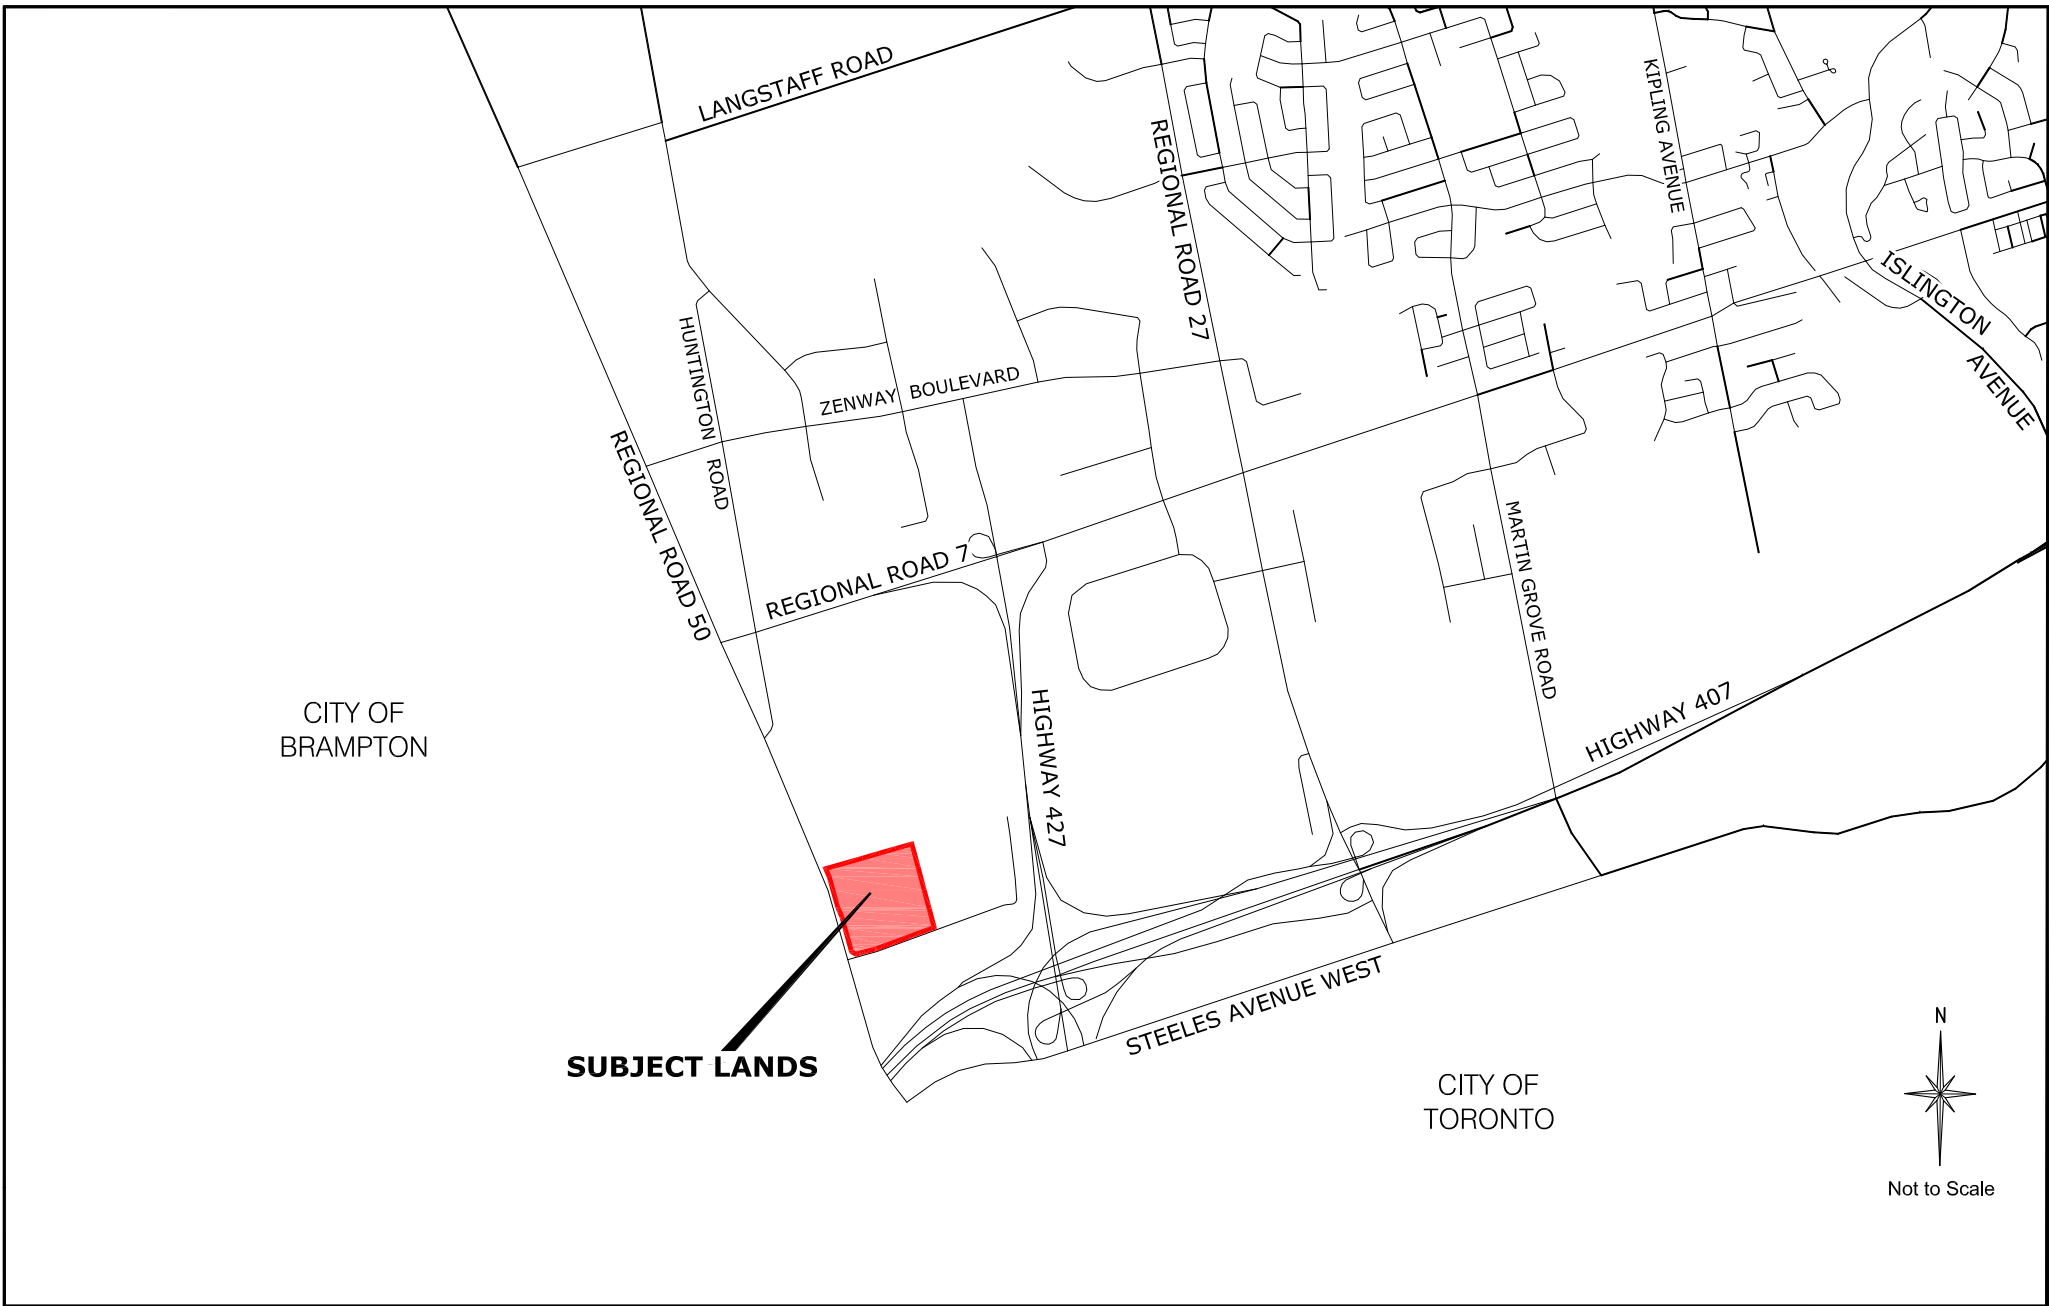 LANGSTAFF ROAD
KIPLING AVENUE
REGIONAL ROAD 27
ISLINGTON
AVENUE
HUNTINGTON
ROAD
ZENWAY BOULEVARD
REGIONAL ROAD 50
REGIONAL ROAD 7
MARTIN GROVE ROAD
HIGHWAY 427
HIGHWAY 407
CITY OF
BRAMPTON
STEELES AVENUE WEST
SUBJECT LANDS
CITY OF
TORONTO
N
Not to Scale